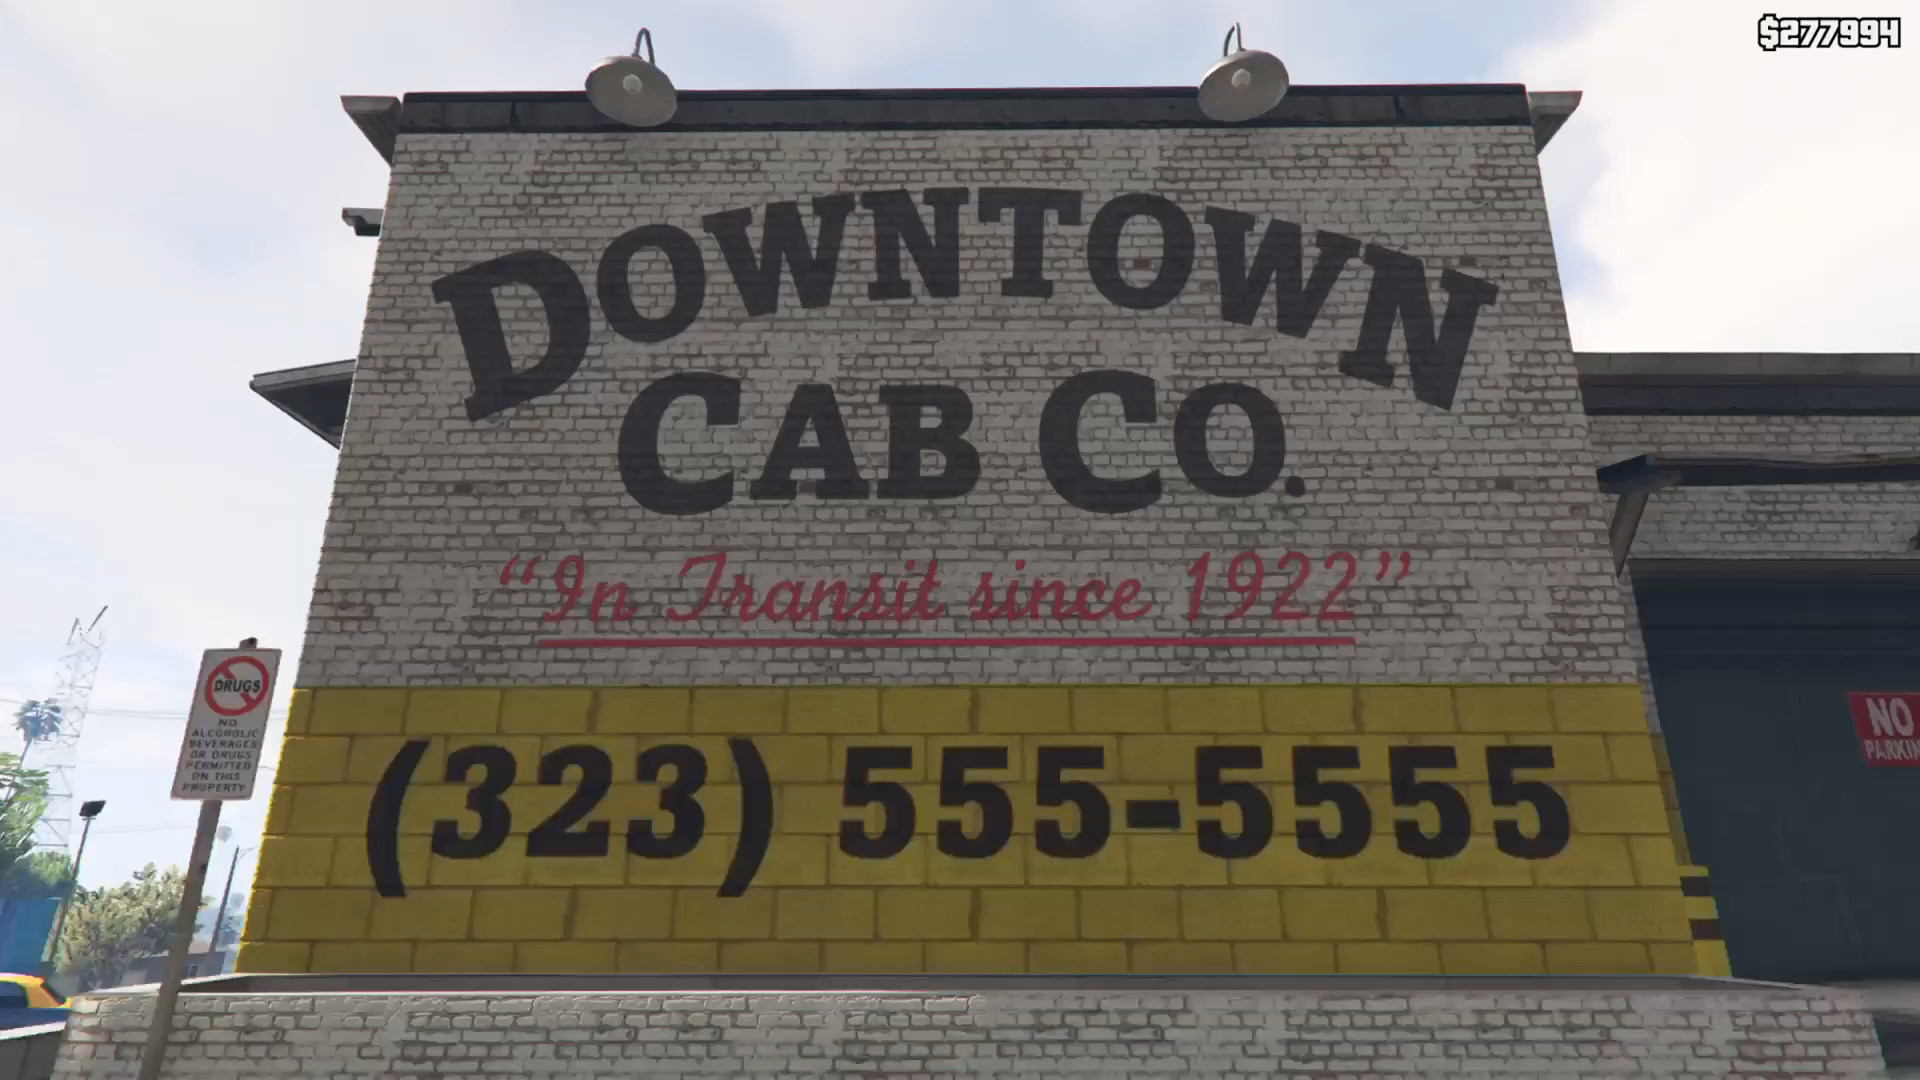 $277994
DOWNTOWN
CAB CO.
“In Transit since 1922”
(323) 555-5555
DRUGS
NO
ALCOHOLIC
BEVERAGES
OR DRUGS
PERMITTED
ON THIS
PROPERTY
NO
PARKIN